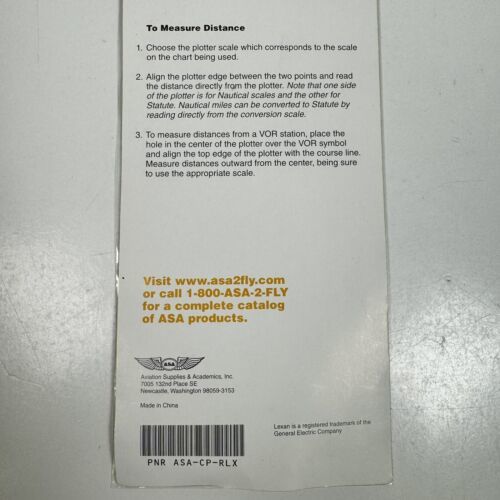 To Measure Distance
1. Choose the plotter scale which corresponds to the scale
on the chart being used.
2. Align the plotter edge between the two points and read
the distance directly from the plotter. Note that one side
of the plotter is for Nautical scales and the other for
Statute. Nautical miles can be converted to Statute by
reading directly from the conversion scale.
3. To measure distances from a VOR station, place the
hole in the center of the plotter over the VOR symbol
and align the top edge of the plotter with the course line.
Measure distances outward from the center, being sure
to use the appropriate scale.
Visit www.asa2fly.com
or call 1-800-ASA-2-FLY
for a complete catalog
of ASA products.
ASA
Aviation Supplies & Academics, Inc.
7005 132nd Place SE
Newcastle, Washington 98059-3153
Made in China
Lexan is a registered trademark of the
General Electric Company
PNR ASA-CP-RLX